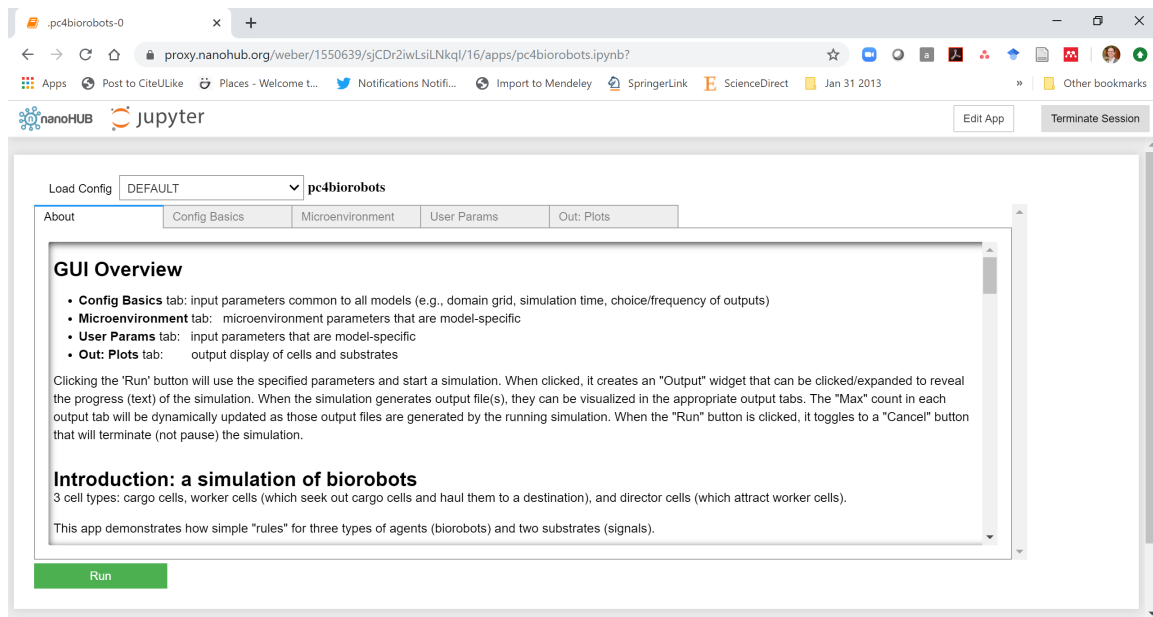 .pc4biorobots-0
proxy.nanohub.org/weber/1550639/sjCDr2iwLsiLNkqI/16/apps/pc4biorobots.ipynb?
Apps Post to CiteULike Places - Welcome t... Notifications Notifi... Import to Mendeley SpringerLink E ScienceDirect Jan 31 2013 » Other bookmarks
nanoHUB jupyter Edit App Terminate Session
Load Config DEFAULT pc4biorobots
About Config Basics Microenvironment User Params Out: Plots
GUI Overview
• Config Basics tab: input parameters common to all models (e.g., domain grid, simulation time, choice/frequency of outputs)
• Microenvironment tab: microenvironment parameters that are model-specific
• User Params tab: input parameters that are model-specific
• Out: Plots tab: output display of cells and substrates
Clicking the 'Run' button will use the specified parameters and start a simulation. When clicked, it creates an "Output" widget that can be clicked/expanded to reveal
the progress (text) of the simulation. When the simulation generates output file(s), they can be visualized in the appropriate output tabs. The "Max" count in each
output tab will be dynamically updated as those output files are generated by the running simulation. When the "Run" button is clicked, it toggles to a "Cancel" button
that will terminate (not pause) the simulation.
Introduction: a simulation of biorobots
3 cell types: cargo cells, worker cells (which seek out cargo cells and haul them to a destination), and director cells (which attract worker cells).
This app demonstrates how simple "rules" for three types of agents (biorobots) and two substrates (signals).
Run